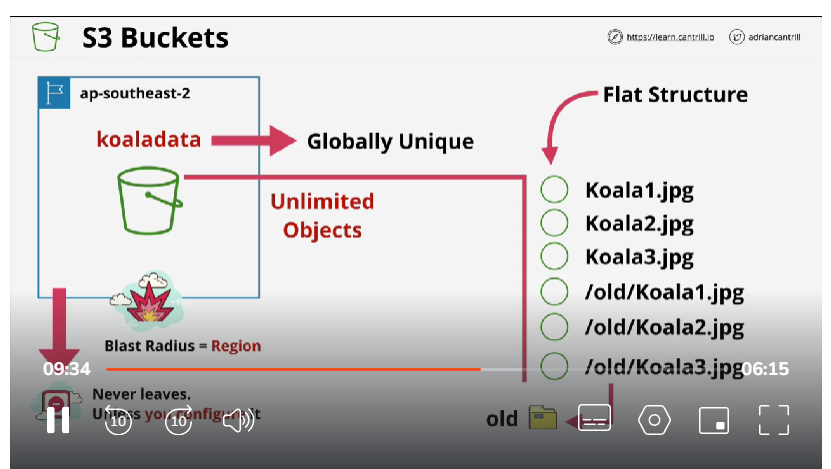 S3 Buckets
https://learn.cantrill.io
adriancantrill
ap-southeast-2
koaladata
Globally Unique
Unlimited
Objects
Flat Structure
Koala1.jpg
Koala2.jpg
Koala3.jpg
/old/Koala1.jpg
/old/Koala2.jpg
/old/Koala3.jpg
Blast Radius = Region
09:34
06:15
Never leaves.
Unless you configure it
old
10
10